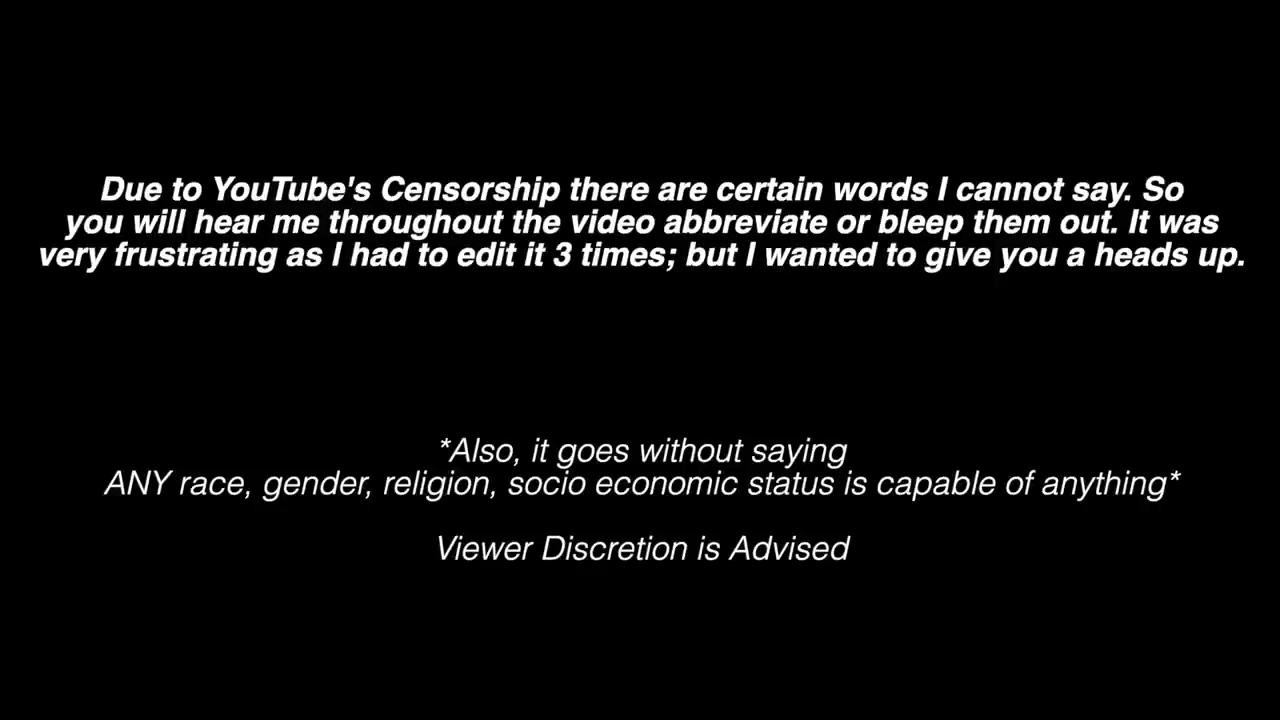 Due to YouTube's Censorship there are certain words I cannot say. So
you will hear me throughout the video abbreviate or bleep them out. It was
very frustrating as I had to edit it 3 times; but I wanted to give you a heads up.
*Also, it goes without saying
ANY race, gender, religion, socio economic status is capable of anything*
Viewer Discretion is Advised